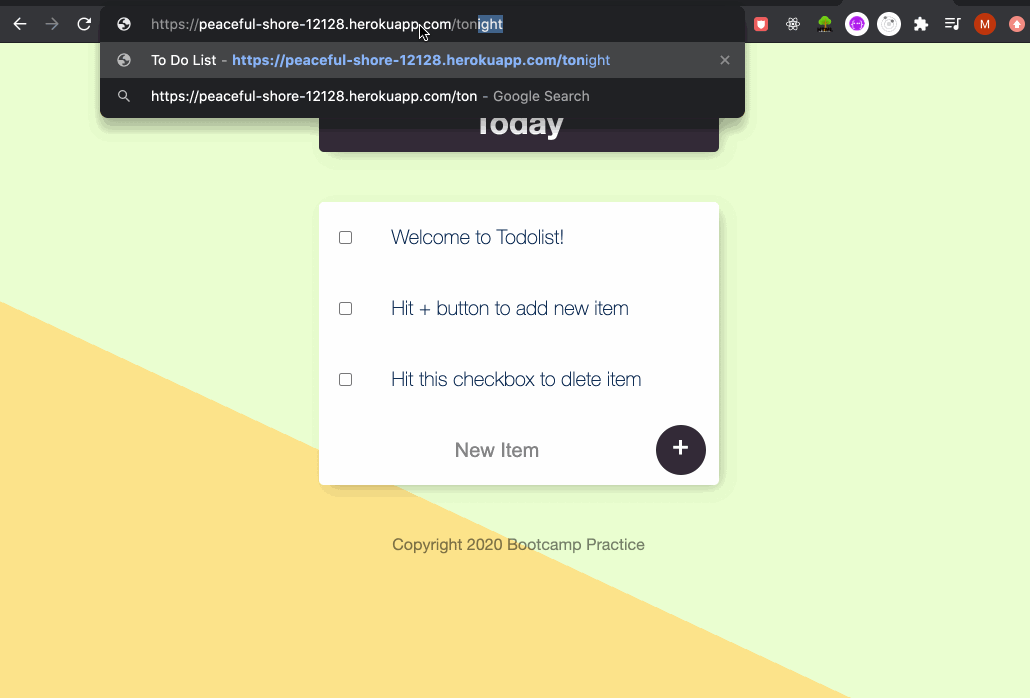 https://peaceful-shore-12128.herokuapp.com/tonight
M
To Do List - https://peaceful-shore-12128.herokuapp.com/tonight
https://peaceful-shore-12128.herokuapp.com/ton - Google Search
Today
Welcome to Todolist!
Hit + button to add new item
Hit this checkbox to dlete item
New Item
+
Copyright 2020 Bootcamp Practice